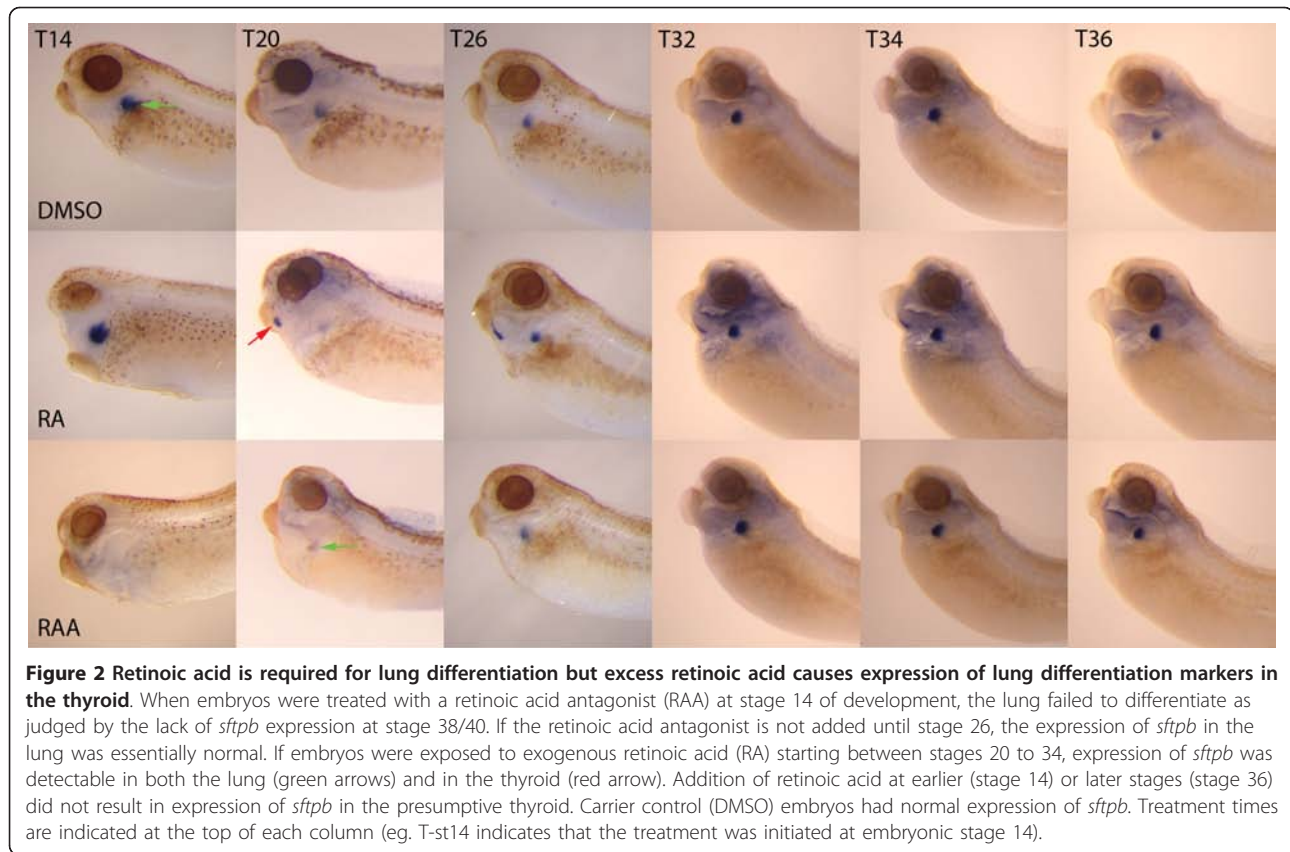 T14 T20 T26 T32 T34 T36
DMSO
RA
RAA
Figure 2 Retinoic acid is required for lung differentiation but excess retinoic acid causes expression of lung differentiation markers in
the thyroid. When embryos were treated with a retinoic acid antagonist (RAA) at stage 14 of development, the lung failed to differentiate as
judged by the lack of sftpb expression at stage 38/40. If the retinoic acid antagonist is not added until stage 26, the expression of sftpb in the
lung was essentially normal. If embryos were exposed to exogenous retinoic acid (RA) starting between stages 20 to 34, expression of sftpb was
detectable in both the lung (green arrows) and in the thyroid (red arrow). Addition of retinoic acid at earlier (stage 14) or later stages (stage 36)
did not result in expression of sftpb in the presumptive thyroid. Carrier control (DMSO) embryos had normal expression of sftpb. Treatment times
are indicated at the top of each column (eg. T-st14 indicates that the treatment was initiated at embryonic stage 14).